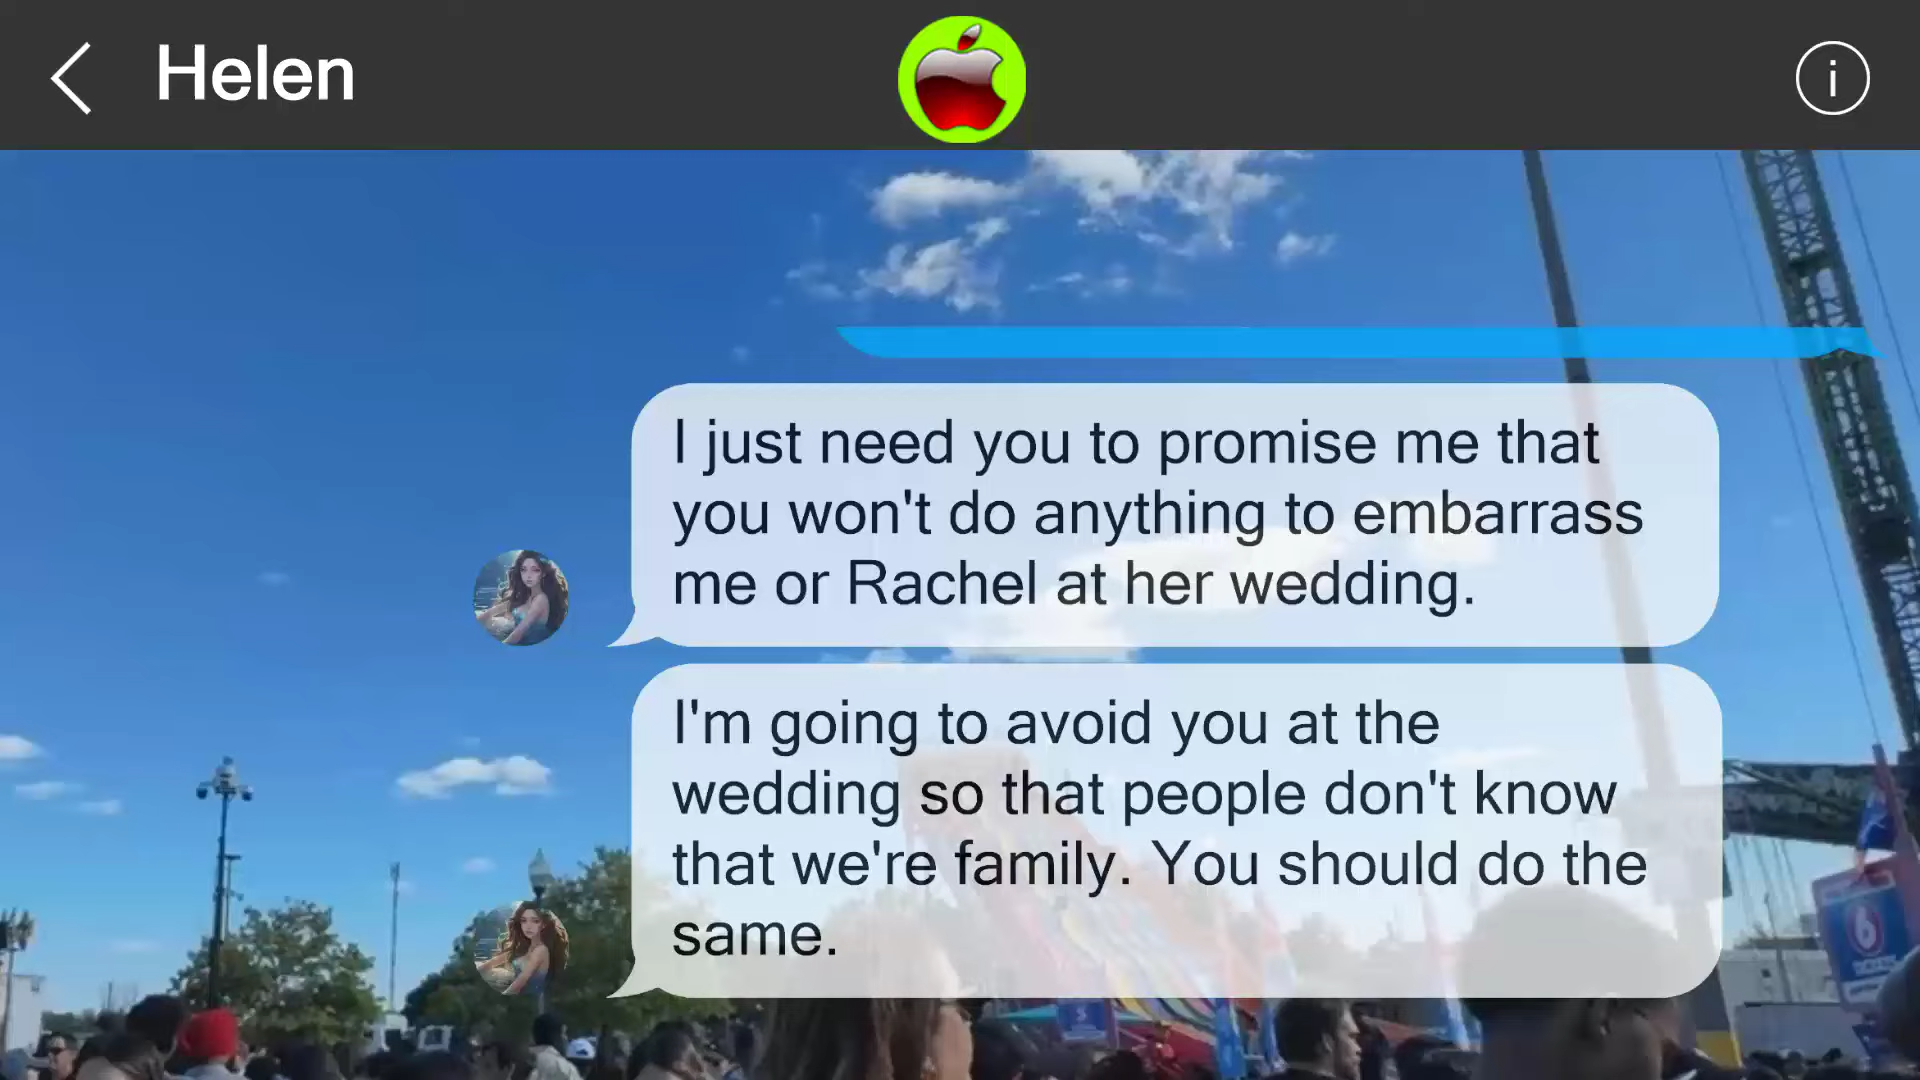 Helen
i
I just need you to promise me that
you won't do anything to embarrass
me or Rachel at her wedding.
I'm going to avoid you at the
wedding so that people don't know
that we're family. You should do the
same.
6